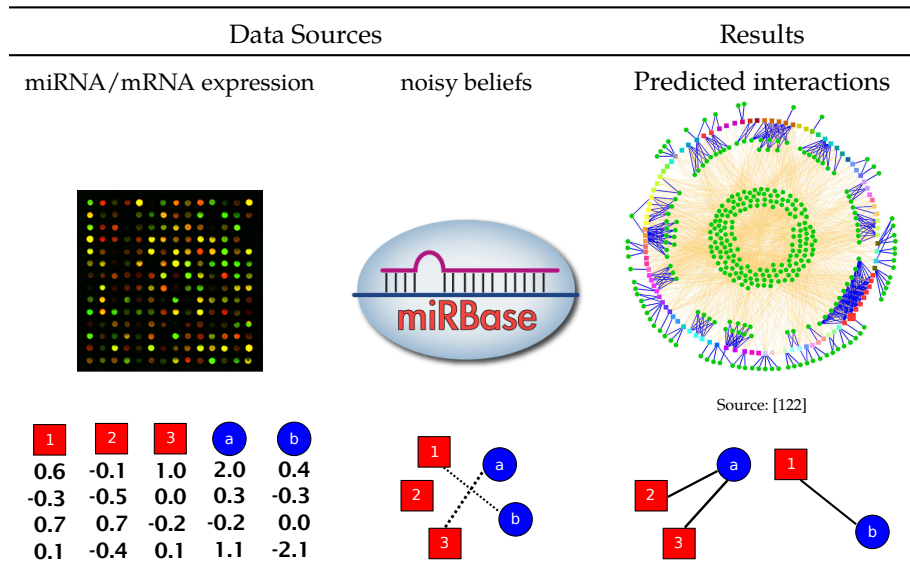 Data Sources Results
miRNA/mRNA expression noisy beliefs Predicted interactions
miRBase
Source: [122]
1 2 3 a b
0.6 -0.1 1.0 2.0 0.4
-0.3 -0.5 0.0 0.3 -0.3
0.7 0.7 -0.2 -0.2 0.0
0.1 -0.4 0.1 1.1 -2.1
1
a
2
b
3
a
1
2
b
3